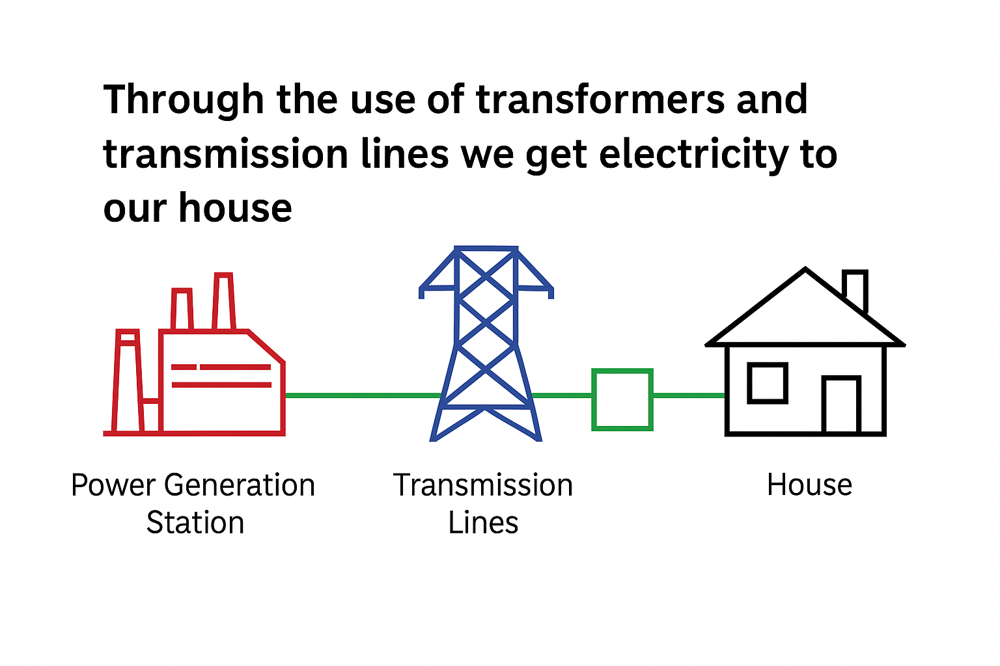 Through the use of transformers and
transmission lines we get electricity to
our house
Power Generation
Station
Transmission
Lines
House